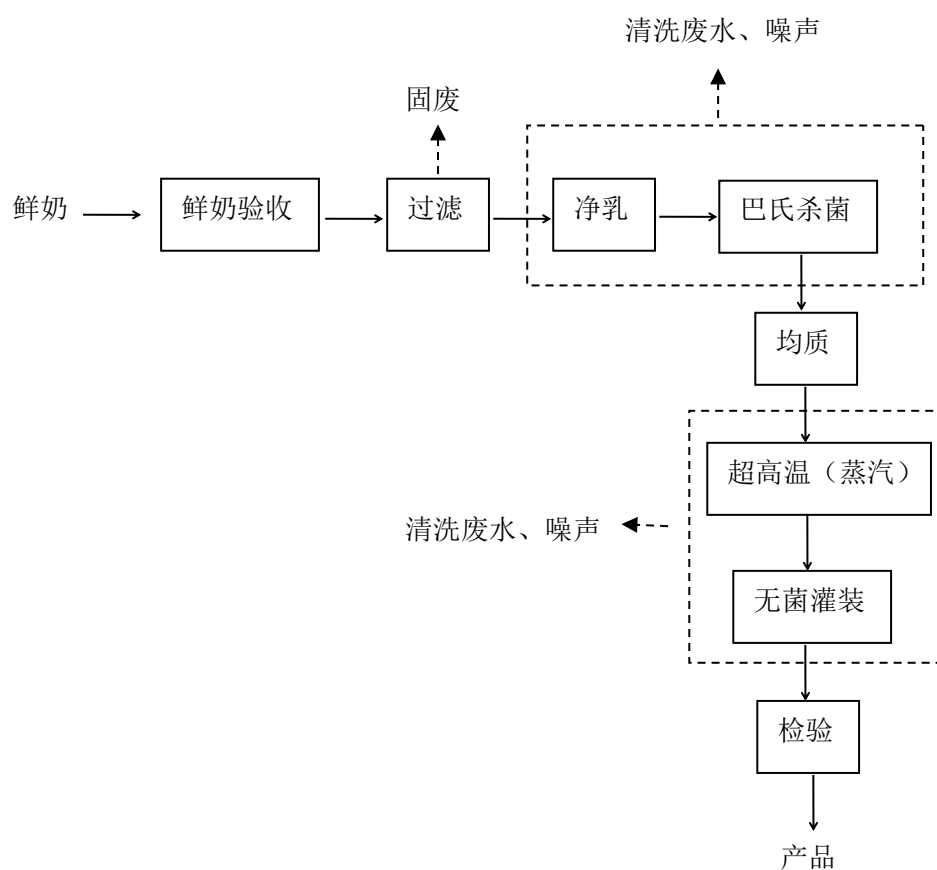 清洗废水、噪声
固废
鲜奶
鲜奶验收
过滤
净乳
巴氏杀菌
均质
超高温（蒸汽）
清洗废水、噪声
无菌灌装
检验
产品